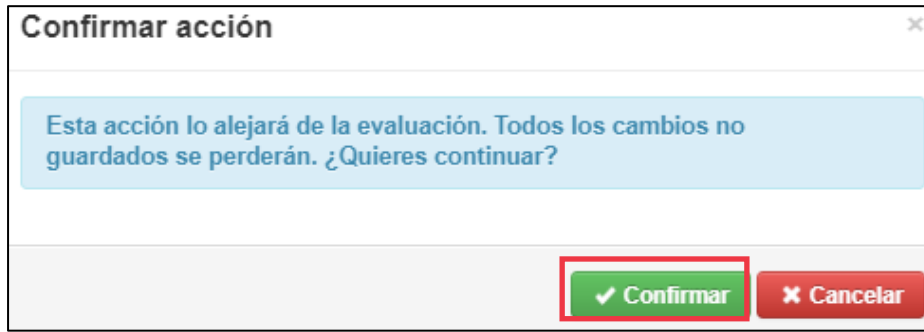 Confirmar acción
×
Esta acción lo alejará de la evaluación. Todos los cambios no
guardados se perderán. ¿Quieres continuar?
✔ Confirmar
✖ Cancelar